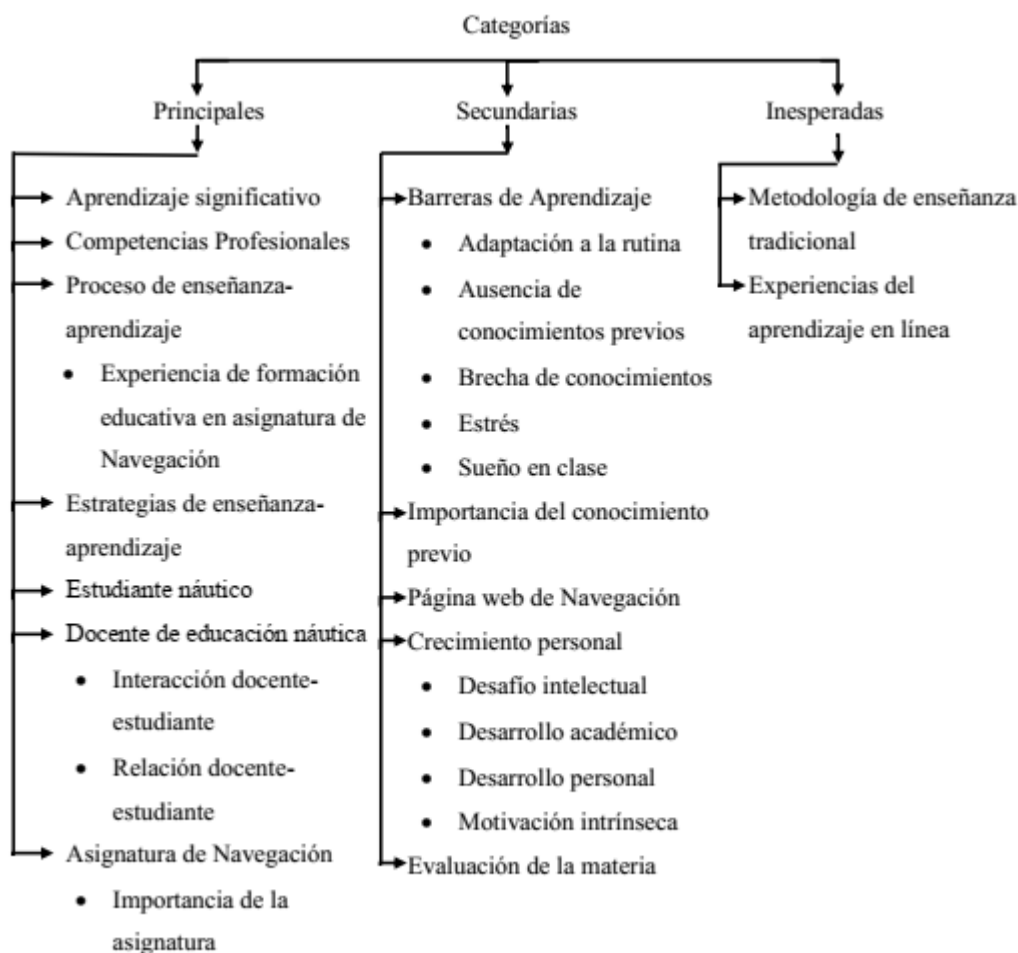 Categorías
Principales
Aprendizaje significativo
Competencias Profesionales
Proceso de enseñanza-
aprendizaje
• Experiencia de formación
educativa en asignatura de
Navegación
Estrategias de enseñanza-
aprendizaje
Estudiante náutico
Docente de educación náutica
• Interacción docente-
estudiante
• Relación docente-
estudiante
Asignatura de Navegación
• Importancia de la
asignatura
Secundarias
Barreras de Aprendizaje
• Adaptación a la rutina
• Ausencia de
conocimientos previos
• Brecha de conocimientos
• Estrés
• Sueño en clase
Importancia del conocimiento
previo
Página web de Navegación
Crecimiento personal
• Desafío intelectual
• Desarrollo académico
• Desarrollo personal
• Motivación intrínseca
Evaluación de la materia
Inesperadas
Metodología de enseñanza
tradicional
Experiencias del
aprendizaje en línea